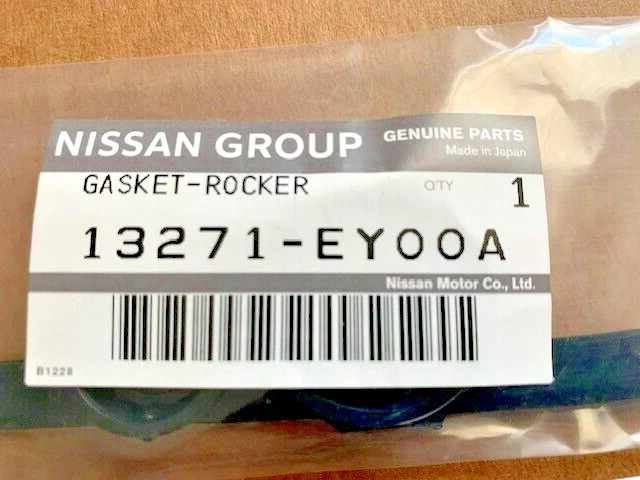 NISSAN GROUP GENUINE PARTS
Made in Japan
GASKET-ROCKER Q'TY 1
13271-EY00A
Nissan Motor Co., Ltd.
B1228